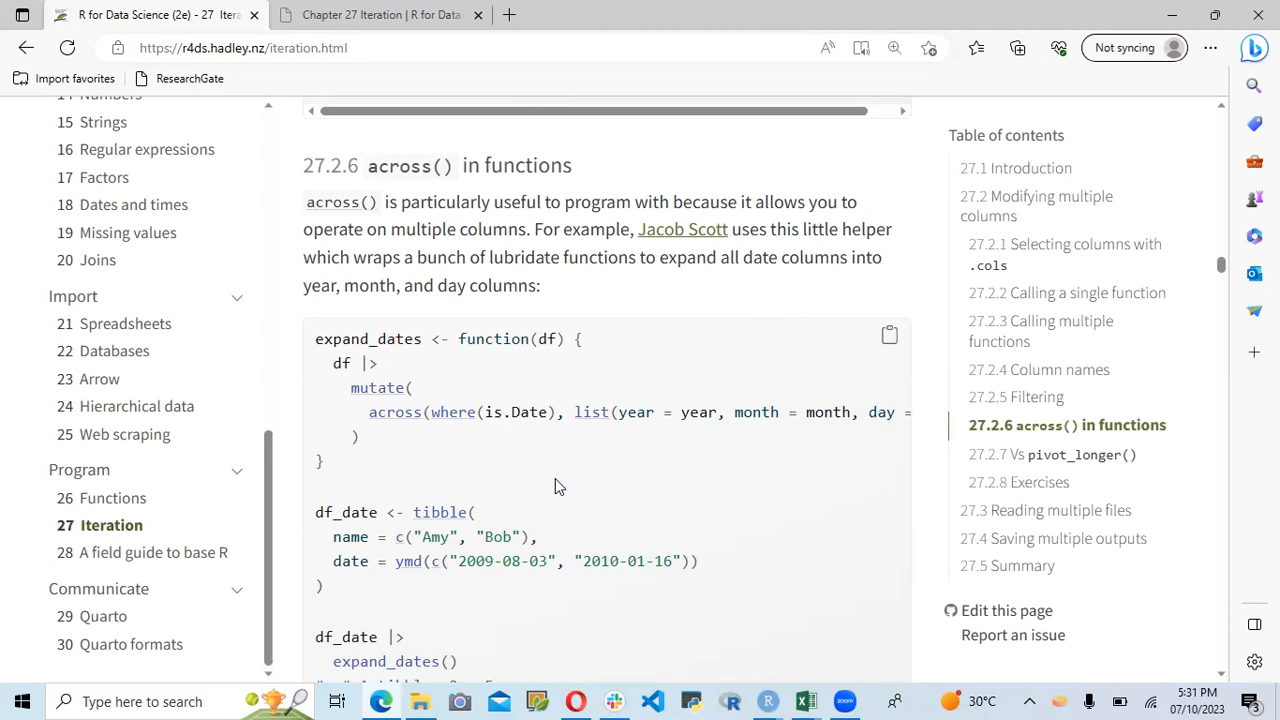 R for Data Science (2e) - 27 Itera
Chapter 27 Iteration | R for Data
https://r4ds.hadley.nz/iteration.html
Not syncing
Import favorites
ResearchGate
15 Strings
16 Regular expressions
17 Factors
18 Dates and times
19 Missing values
20 Joins
Import
21 Spreadsheets
22 Databases
23 Arrow
24 Hierarchical data
25 Web scraping
Program
26 Functions
27 Iteration
28 A field guide to base R
Communicate
29 Quarto
30 Quarto formats
27.2.6 across() in functions
across() is particularly useful to program with because it allows you to
operate on multiple columns. For example, Jacob Scott uses this little helper
which wraps a bunch of lubridate functions to expand all date columns into
year, month, and day columns:
expand_dates <- function(df) {
df |>
mutate(
across(where(is.Date), list(year = year, month = month, day =
)
}
df_date <- tibble(
name = c("Amy", "Bob"),
date = ymd(c("2009-08-03", "2010-01-16"))
)
df_date |>
expand_dates()
Table of contents
27.1 Introduction
27.2 Modifying multiple
columns
27.2.1 Selecting columns with
.cols
27.2.2 Calling a single function
27.2.3 Calling multiple
functions
27.2.4 Column names
27.2.5 Filtering
27.2.6 across() in functions
27.2.7 Vs pivot_longer()
27.2.8 Exercises
27.3 Reading multiple files
27.4 Saving multiple outputs
27.5 Summary
Edit this page
Report an issue
Type here to search
30°C
5:31 PM
07/10/2023